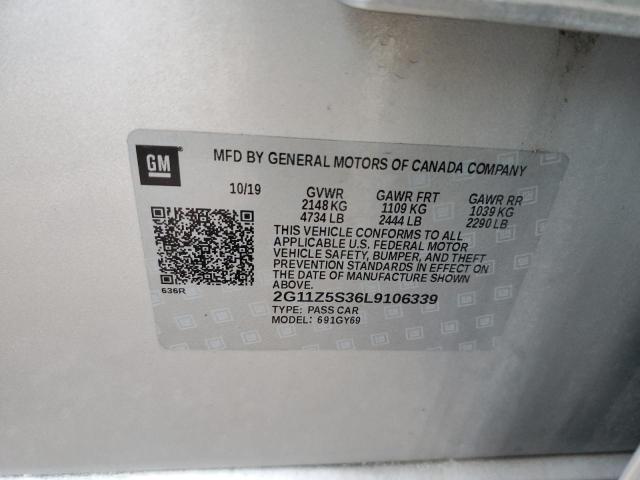 GM
MFD BY GENERAL MOTORS OF CANADA COMPANY
10/19 GVWR GAWR FRT GAWR RR
2148 KG 1109 KG 1039 KG
4734 LB 2444 LB 2290 LB
THIS VEHICLE CONFORMS TO ALL
APPLICABLE U.S. FEDERAL MOTOR
VEHICLE SAFETY, BUMPER, AND THEFT
PREVENTION STANDARDS IN EFFECT ON
THE DATE OF MANUFACTURE SHOWN
ABOVE.
636R
2G11Z5S36L9106339
TYPE: PASS CAR
MODEL: 691GY69